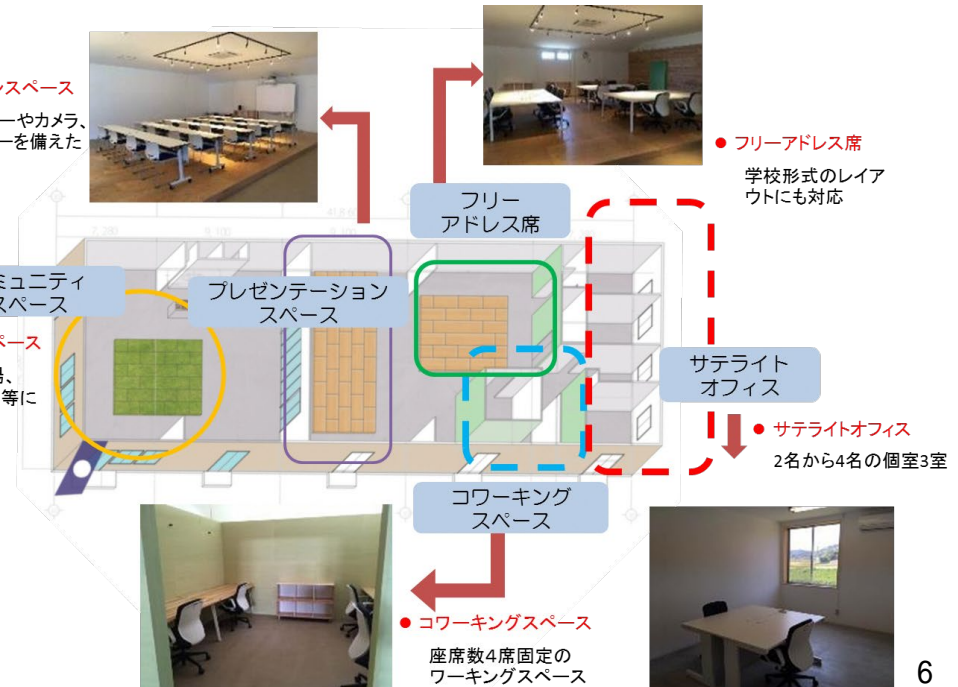 ンスペース
ーやカメラ、
ーを備えた
● フリーアドレス席
学校形式のレイア
ウトにも対応
フリー
アドレス席
ミュニティ
スペース
プレゼンテーション
スペース
ペース
等に
サテライト
オフィス
● サテライトオフィス
2名から4名の個室3室
コワーキング
スペース
● コワーキングスペース
座席数4席固定の
ワーキングスペース
7,280
9,100
6